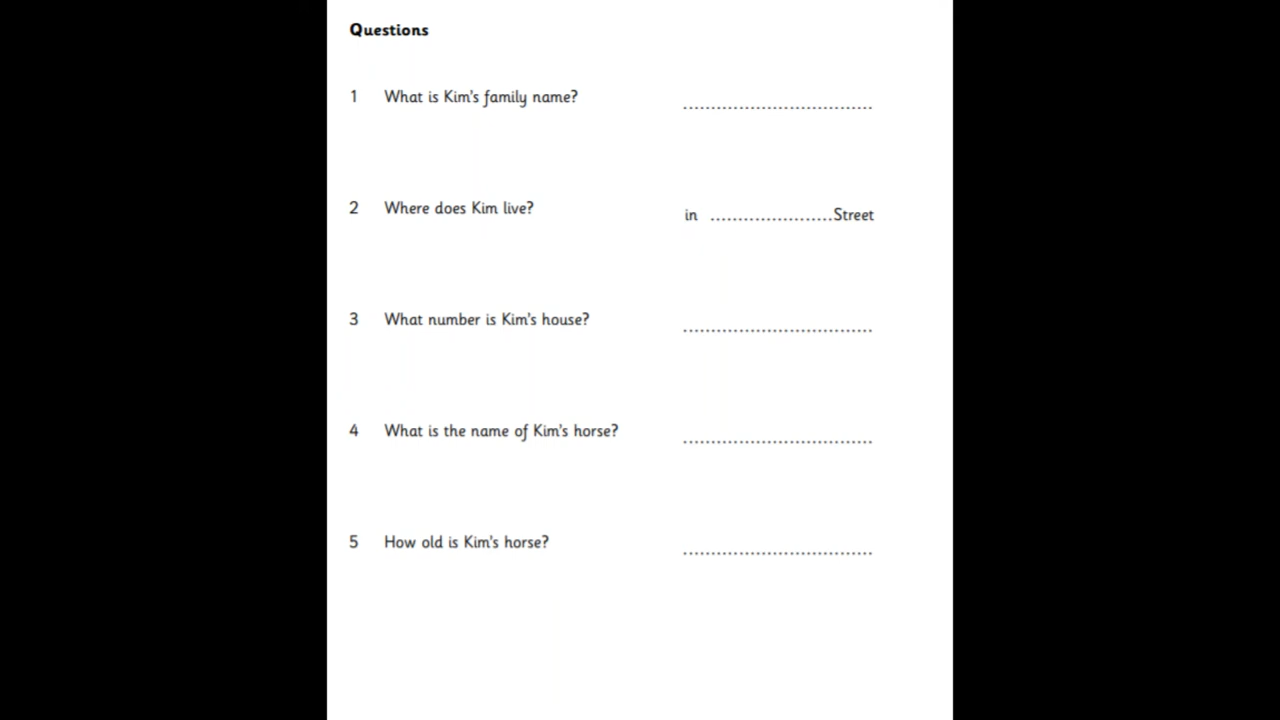 Questions
1 What is Kim's family name? ..................................
2 Where does Kim live? in ......................Street
3 What number is Kim's house? ..................................
4 What is the name of Kim's horse? ..................................
5 How old is Kim's horse? ..................................